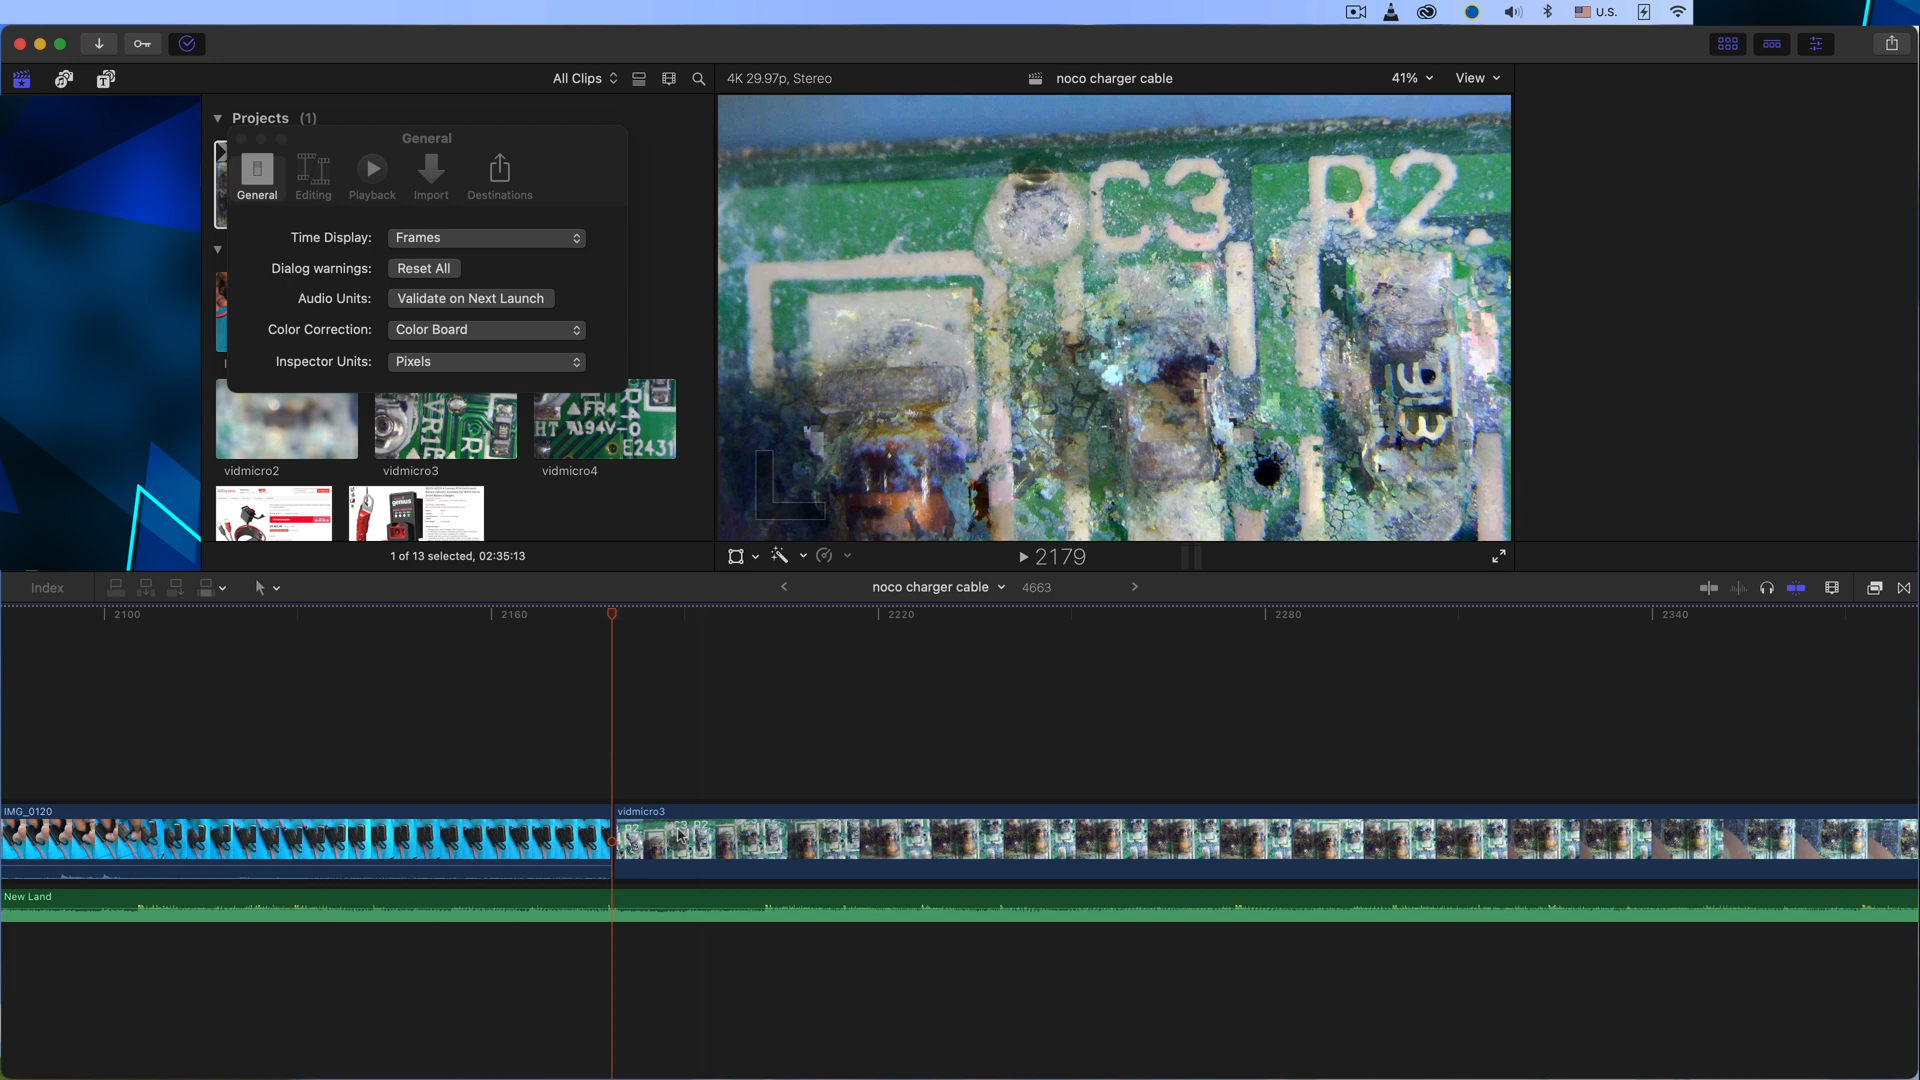 U.S.
All Clips
4K 29.97p, Stereo
noco charger cable
41%
View
Projects (1)
General
General
Editing
Playback
Import
Destinations
Time Display:
Frames
Dialog warnings:
Reset All
Audio Units:
Validate on Next Launch
Color Correction:
Color Board
Inspector Units:
Pixels
C3 R2
vidmicro2
vidmicro3
vidmicro4
FR4-0
94V-0
E2431
genius
1 of 13 selected, 02:35:13
2179
Index
noco charger cable
4663
2100
2160
2220
2280
2340
IMG_0120
vidmicro3
New Land